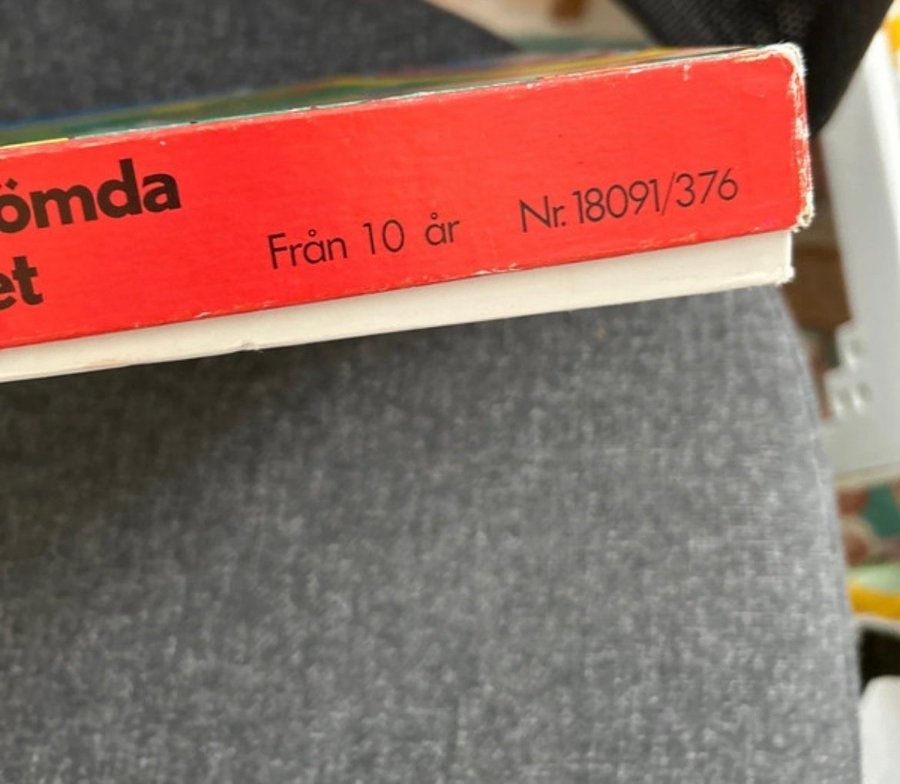 ömda
et
Från 10 år
Nr. 18091/376